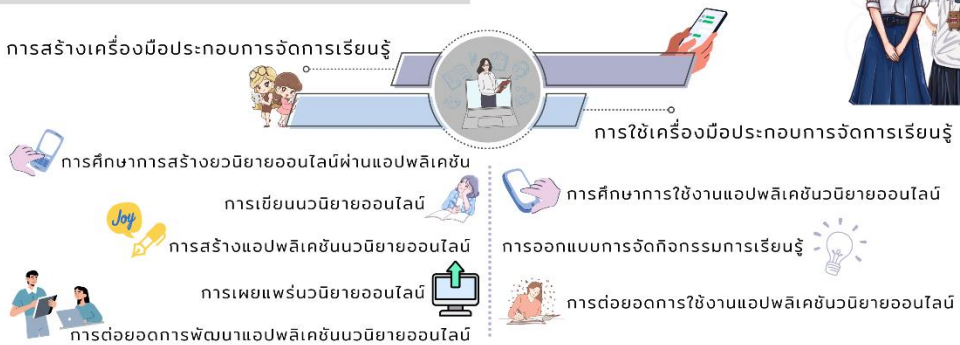 การสร้างเครื่องมือประกอบการจัดการเรียนรู้
การใช้เครื่องมือประกอบการจัดการเรียนรู้
การศึกษาการสร้างยวนิยายออนไลน์ผ่านแอปพลิเคชัน
การเขียนนวนิยายออนไลน์
Joy
การสร้างแอปพลิเคชันนวนิยายออนไลน์
การเผยแพร่นวนิยายออนไลน์
การต่อยอดการพัฒนาแอปพลิเคชันนวนิยายออนไลน์
การศึกษาการใช้งานแอปพลิเคชันวนิยายออนไลน์
การออกแบบการจัดกิจกรรมการเรียนรู้
การต่อยอดการใช้งานแอปพลิเคชันวนิยายออนไลน์